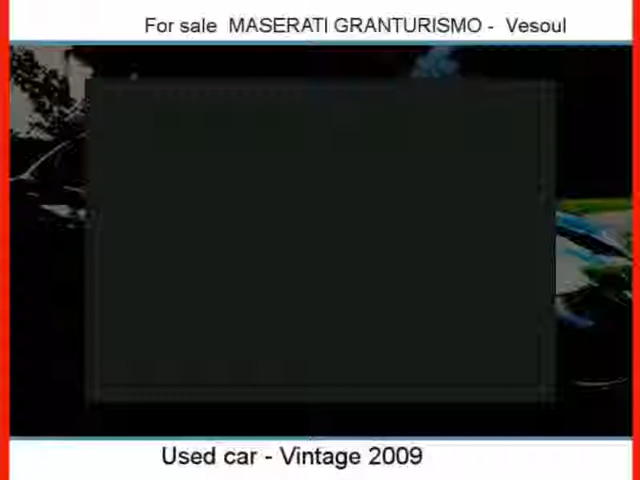 For sale  MASERATI GRANTURISMO -  Vesoul
Used car - Vintage 2009